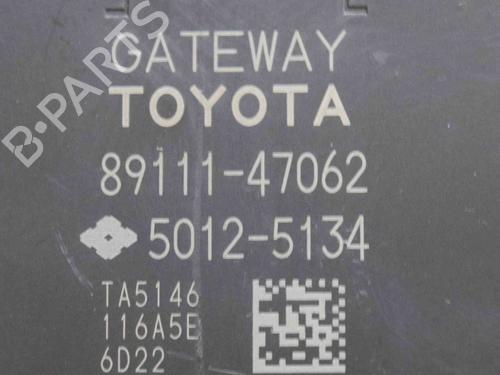 GATEWAY
TOYOTA
89111-47062
5012-5134
TA5146
116A5E
6D22
B-PARTS